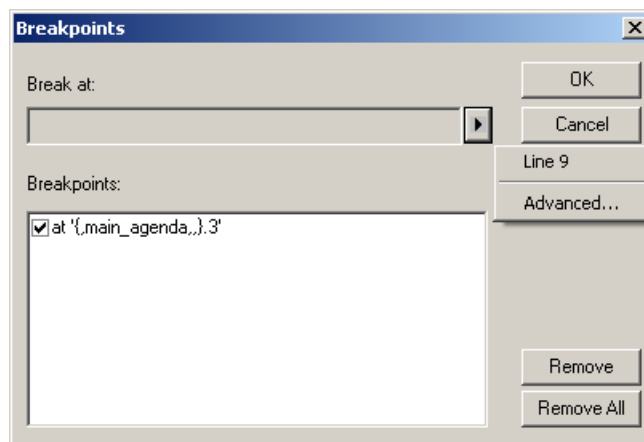 Breakpoints
Break at:
OK
Cancel
Line 9
Advanced...
Breakpoints:
at '{,main_agenda,,}.3'
Remove
Remove All